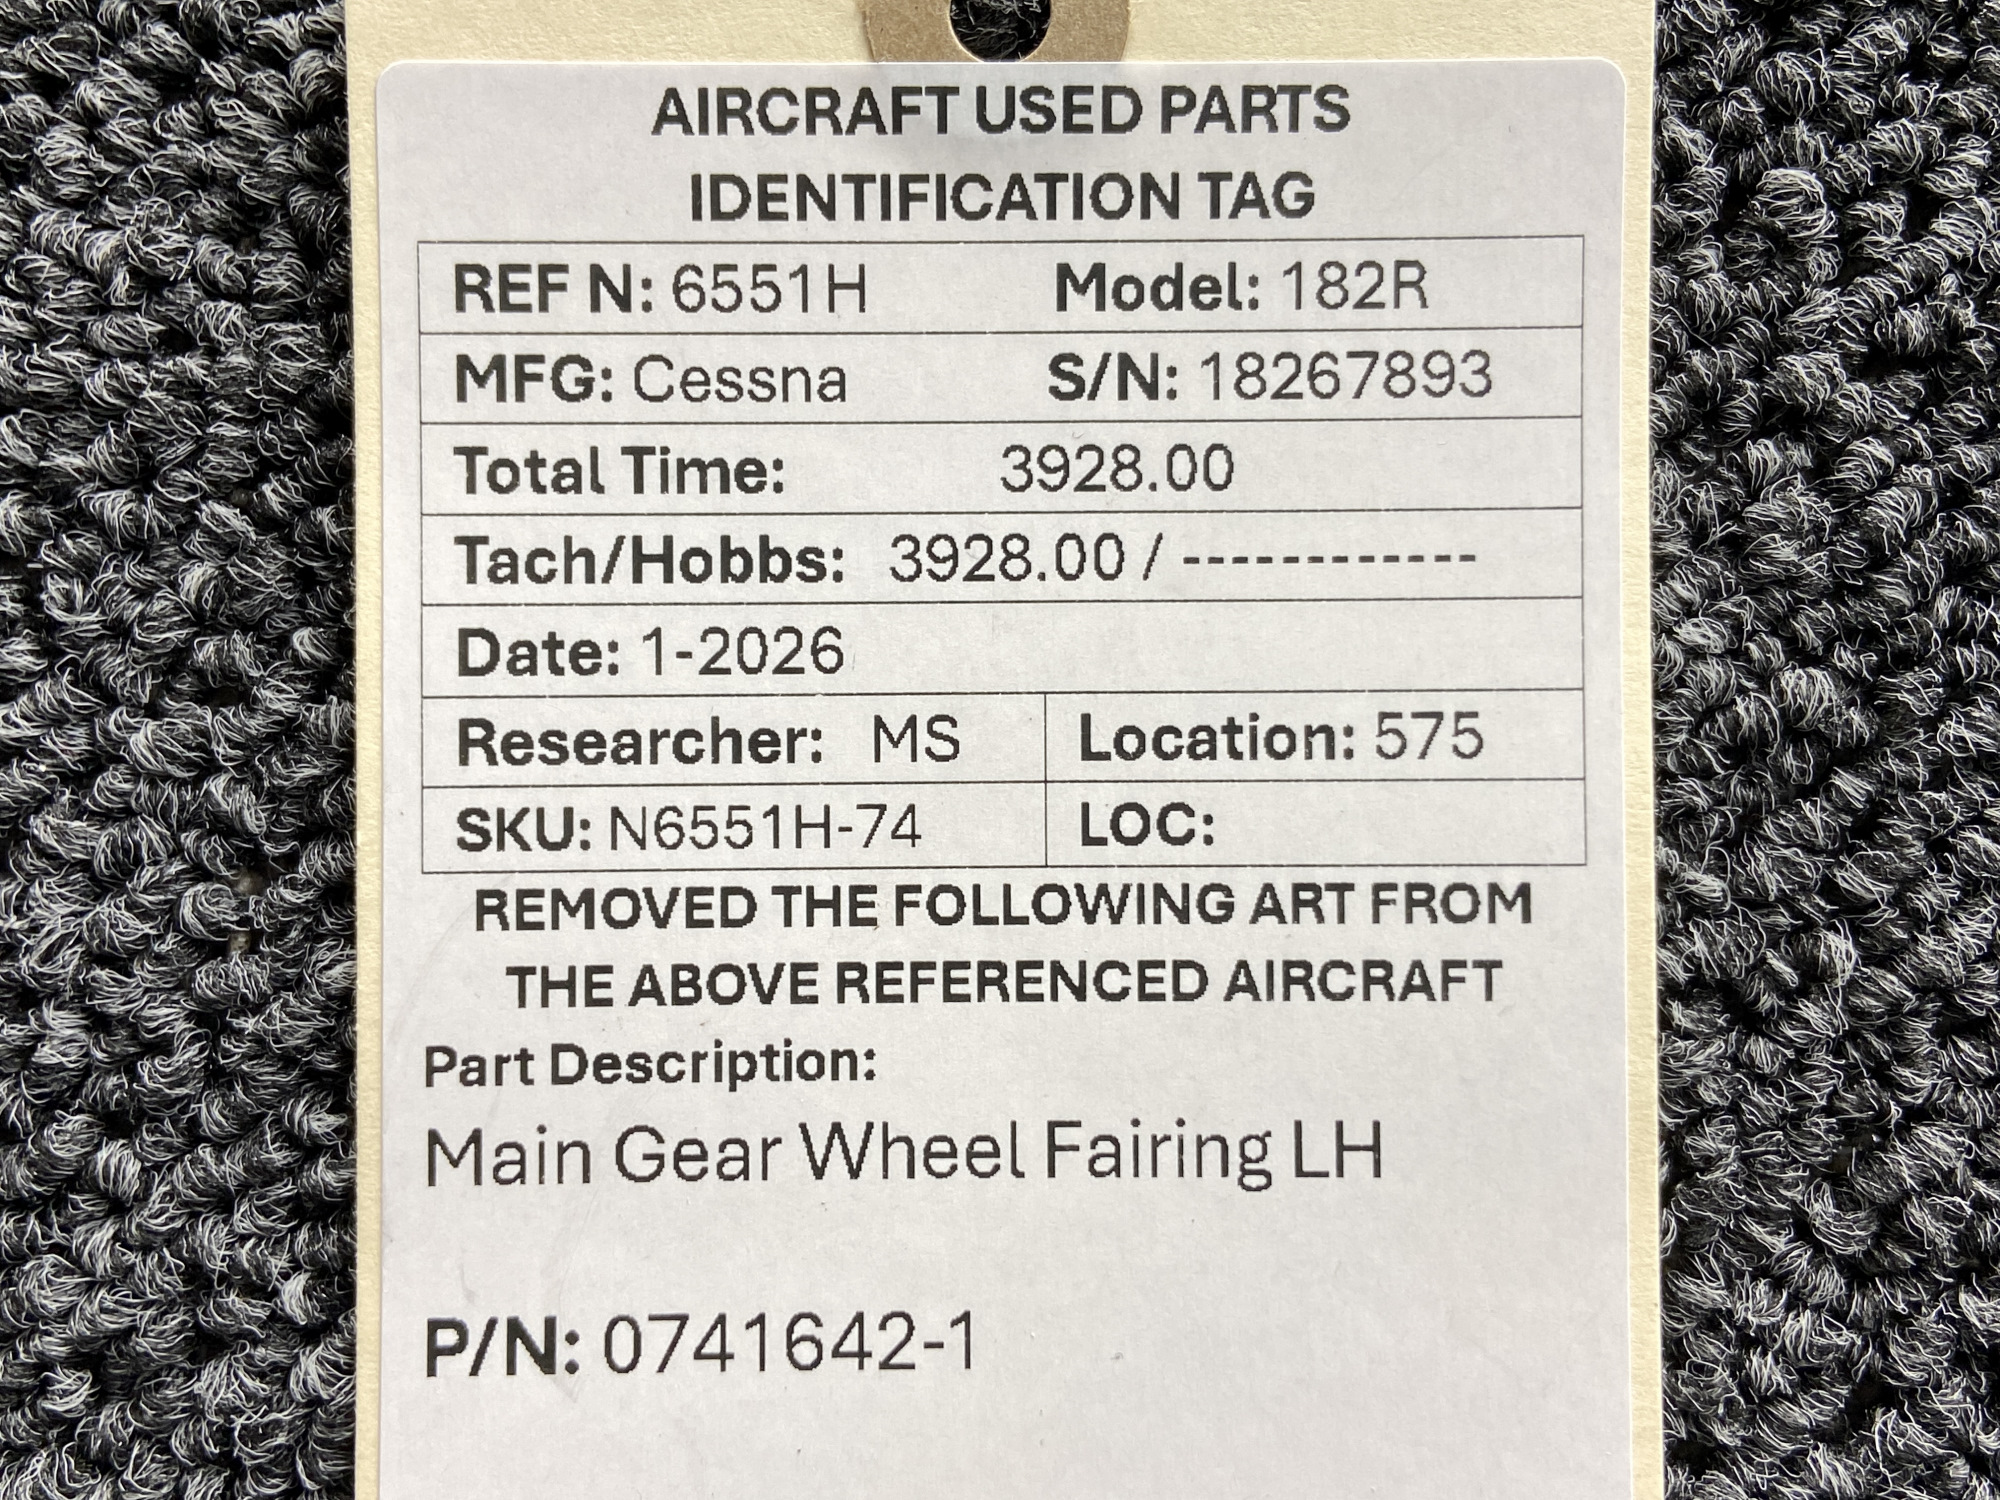 AIRCRAFT USED PARTS
IDENTIFICATION TAG
REF N: 6551H Model: 182R
MFG: Cessna S/N: 18267893
Total Time: 3928.00
Tach/Hobbs: 3928.00 / ------------
Date: 1-2026
Researcher: MS Location: 575
SKU: N6551H-74 LOC:
REMOVED THE FOLLOWING ART FROM
THE ABOVE REFERENCED AIRCRAFT
Part Description:
Main Gear Wheel Fairing LH
P/N: 0741642-1